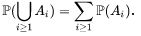 ℙ(⋃_{i≥1} A_i) = ∑_{i≥1} ℙ(A_i).